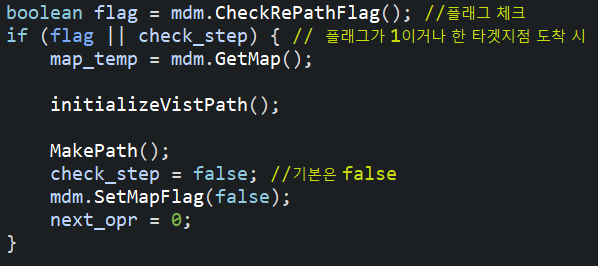 boolean flag = mdm.CheckRePathFlag(); //플래그 체크
if (flag || check_step) { // 플래그가 1이거나 한 타겟지점 도착 시
    map_temp = mdm.GetMap();
    initializeVistPath();
    MakePath();
    check_step = false; //기본은 false
    mdm.SetMapFlag(false);
    next_opr = 0;
}